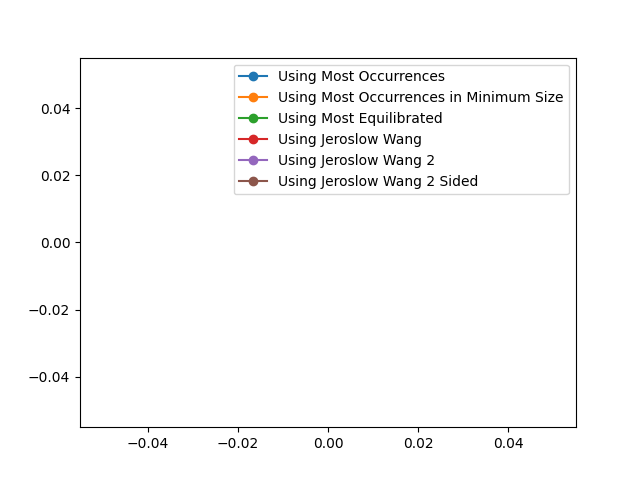 Using Most Occurrences
Using Most Occurrences in Minimum Size
Using Most Equilibrated
Using Jeroslow Wang
Using Jeroslow Wang 2
Using Jeroslow Wang 2 Sided
0.04
0.02
0.00
−0.02
−0.04
−0.04 −0.02 0.00 0.02 0.04